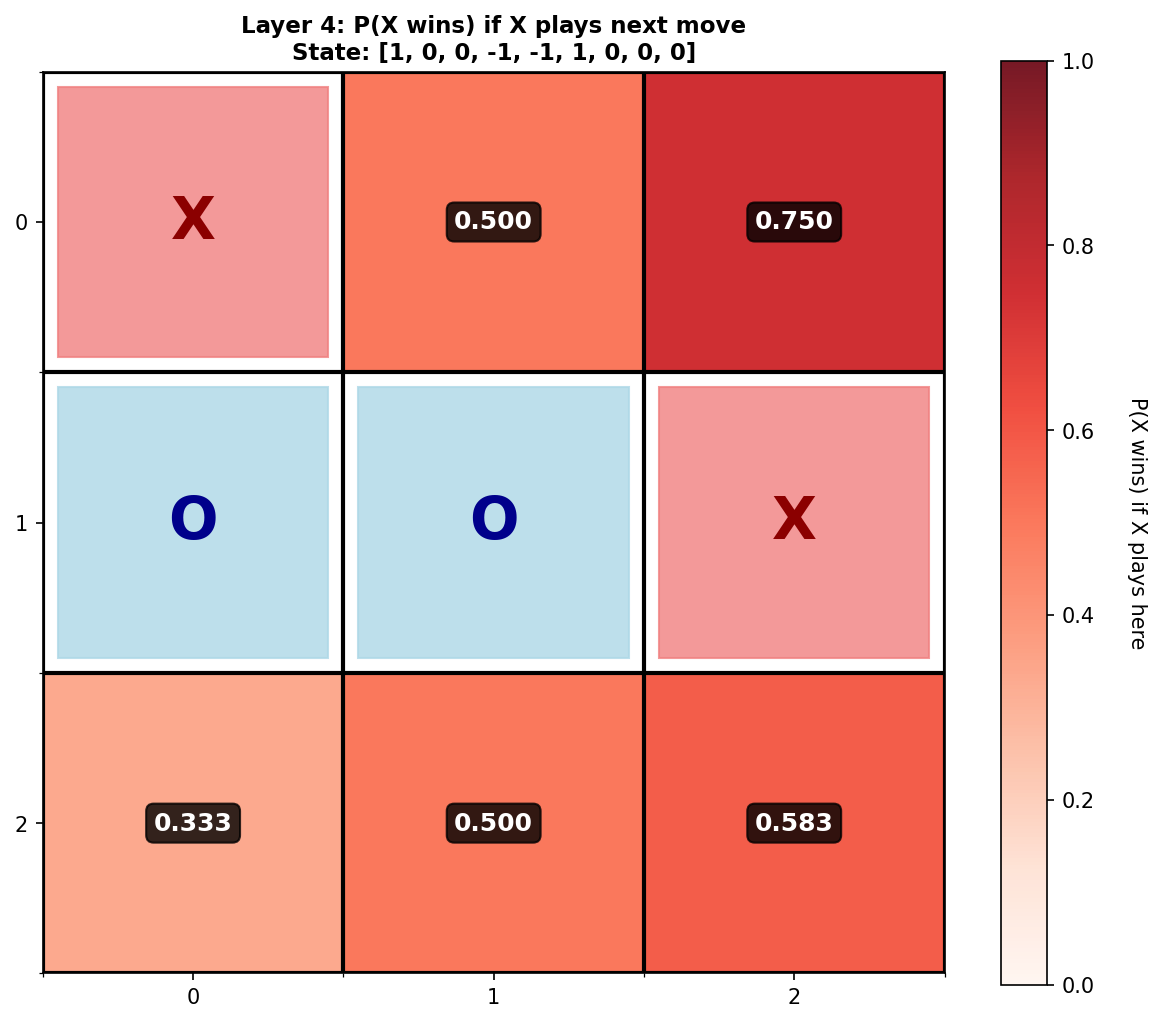 Layer 4: P(X wins) if X plays next move
State: [1, 0, 0, -1, -1, 1, 0, 0, 0]
0
X
0.500
0.750
1
O
O
X
2
0.333
0.500
0.583
0
1
2
1.0
0.8
0.6
0.4
0.2
0.0
P(X wins) if X plays here